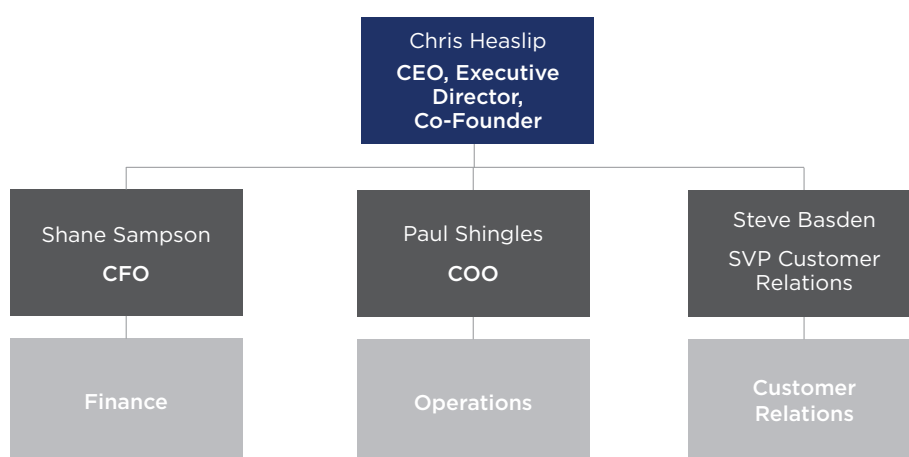 Chris Heaslip
CEO, Executive
Director,
Co-Founder
Shane Sampson
CFO
Paul Shingles
COO
Steve Basden
SVP Customer
Relations
Finance
Operations
Customer
Relations